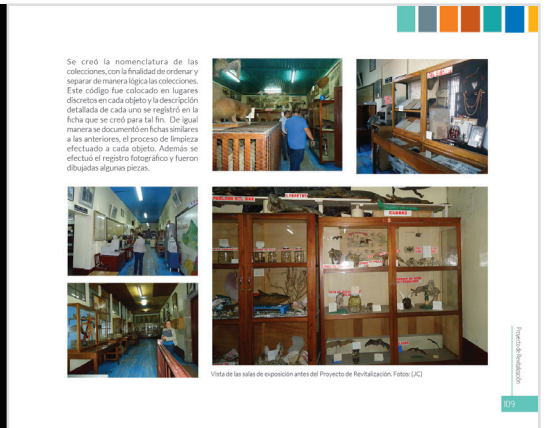 Se creó la nomenclatura de las
colecciones, con la finalidad de ordenar y
separar de manera lógica las colecciones.
Este código fue colocado en lugares
discretos en cada objeto y la descripción
detallada de cada uno se registró en la
ficha que se creó para tal fin. De igual
manera se documentó en fichas similares
a las anteriores, el proceso de limpieza
efectuado a cada objeto. Además se
efectuó el registro fotográfico y fueron
dibujadas algunas piezas.
Vista de las salas de exposición antes del Proyecto de Revitalización. Fotos: (JC)
Proyecto de Revitalización
109